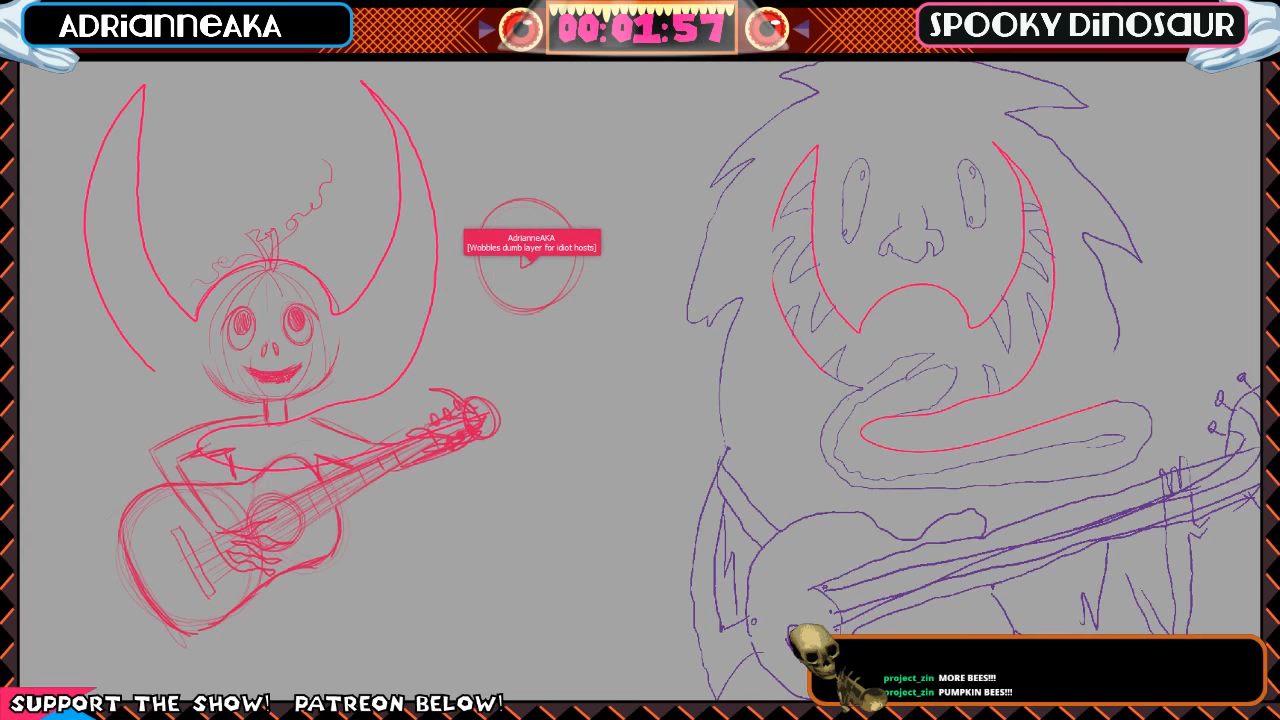 ADRIANNEAKA
00:01:57
SPOOKY DINOSAUR
AdrianneAKA
[Wobbles dumb layer for idiot hosts]
project_zin MORE BEES!!!
project_zin PUMPKIN BEES!!!
SUPPORT THE SHOW! PATREON BELOW!